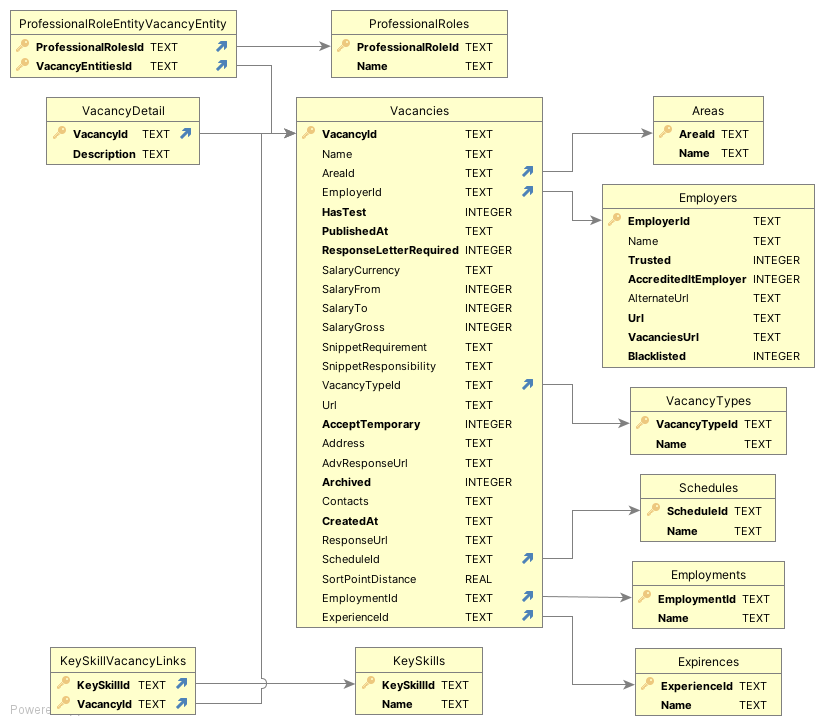 ProfessionalRoleEntityVacancyEntity
ProfessionalRolesId TEXT
VacancyEntitiesId TEXT
ProfessionalRoles
ProfessionalRoleId TEXT
Name TEXT
VacancyDetail
VacancyId TEXT
Description TEXT
Vacancies
VacancyId TEXT
Name TEXT
AreaId TEXT
EmployerId TEXT
HasTest INTEGER
PublishedAt TEXT
ResponseLetterRequired INTEGER
SalaryCurrency TEXT
SalaryFrom INTEGER
SalaryTo INTEGER
SalaryGross INTEGER
SnippetRequirement TEXT
SnippetResponsibility TEXT
VacancyTypeId TEXT
Url TEXT
AcceptTemporary INTEGER
Address TEXT
AdvResponseUrl TEXT
Archived INTEGER
Contacts TEXT
CreatedAt TEXT
ResponseUrl TEXT
ScheduleId TEXT
SortPointDistance REAL
EmploymentId TEXT
ExperienceId TEXT
Areas
AreaId TEXT
Name TEXT
Employers
EmployerId TEXT
Name TEXT
Trusted INTEGER
AccreditedItEmployer INTEGER
AlternateUrl TEXT
Url TEXT
VacanciesUrl TEXT
Blacklisted INTEGER
VacancyTypes
VacancyTypeId TEXT
Name TEXT
Schedules
ScheduleId TEXT
Name TEXT
Employments
EmploymentId TEXT
Name TEXT
Expirences
ExperienceId TEXT
Name TEXT
KeySkillVacancyLinks
KeySkillId TEXT
VacancyId TEXT
KeySkills
KeySkillId TEXT
Name TEXT